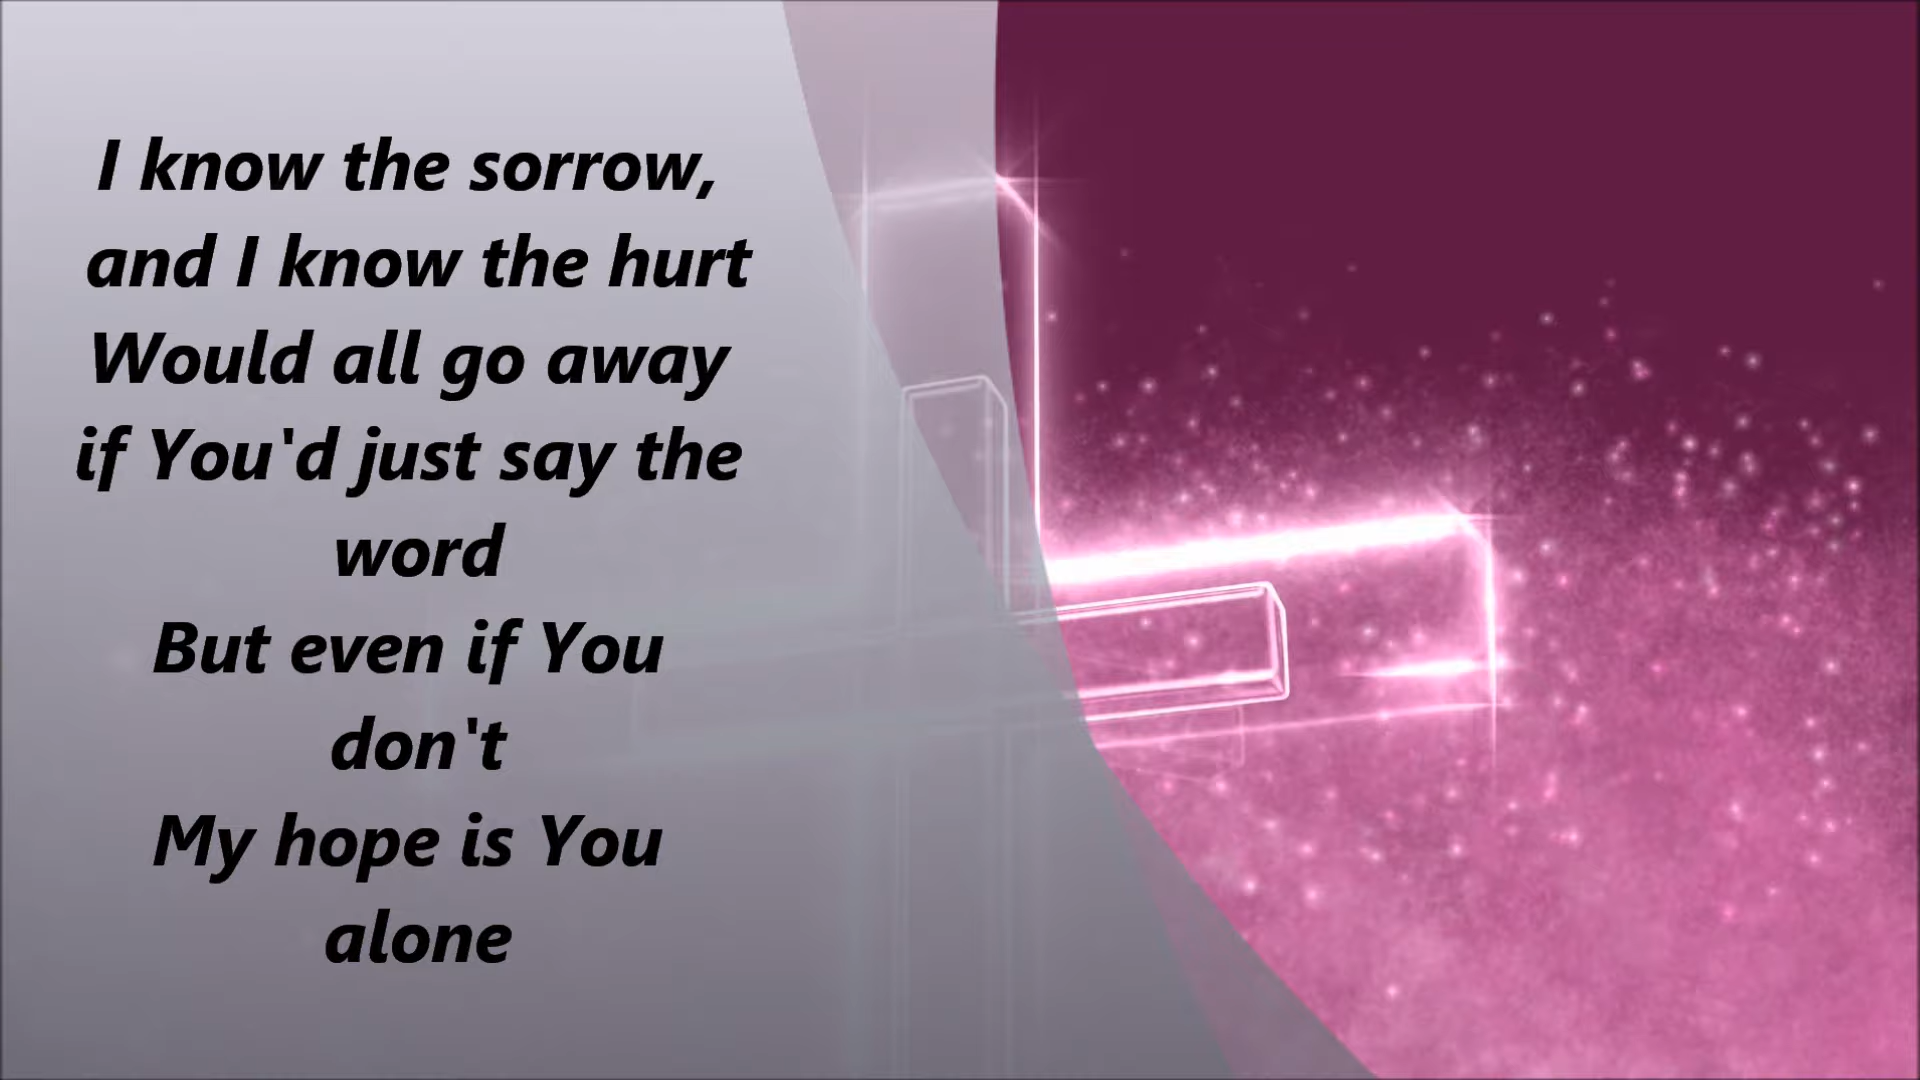 I know the sorrow,
and I know the hurt
Would all go away
if You'd just say the
word
But even if You
don't
My hope is You
alone